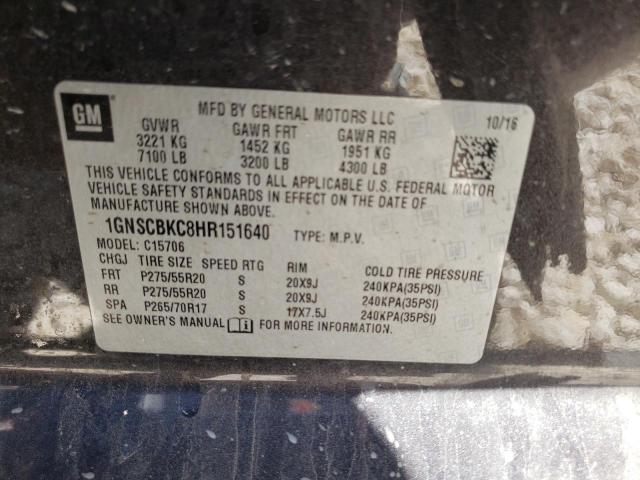 GM
MFD BY GENERAL MOTORS LLC
10/16
GVWR GAWR FRT GAWR RR
3221 KG 1452 KG 1951 KG
7100 LB 3200 LB 4300 LB
THIS VEHICLE CONFORMS TO ALL APPLICABLE U.S. FEDERAL MOTOR
VEHICLE SAFETY STANDARDS IN EFFECT ON THE DATE OF
MANUFACTURE SHOWN ABOVE.
1GNSCBKC8HR151640 TYPE: M.P.V.
MODEL: C15706
CHGJ TIRE SIZE SPEED RTG RIM COLD TIRE PRESSURE
FRT P275/55R20 S 20X9J 240KPA(35PSI)
RR P275/55R20 S 20X9J 240KPA(35PSI)
SPA P265/70R17 S 17X7.5J 240KPA(35PSI)
SEE OWNER'S MANUAL FOR ADDITIONAL INFORMATION.